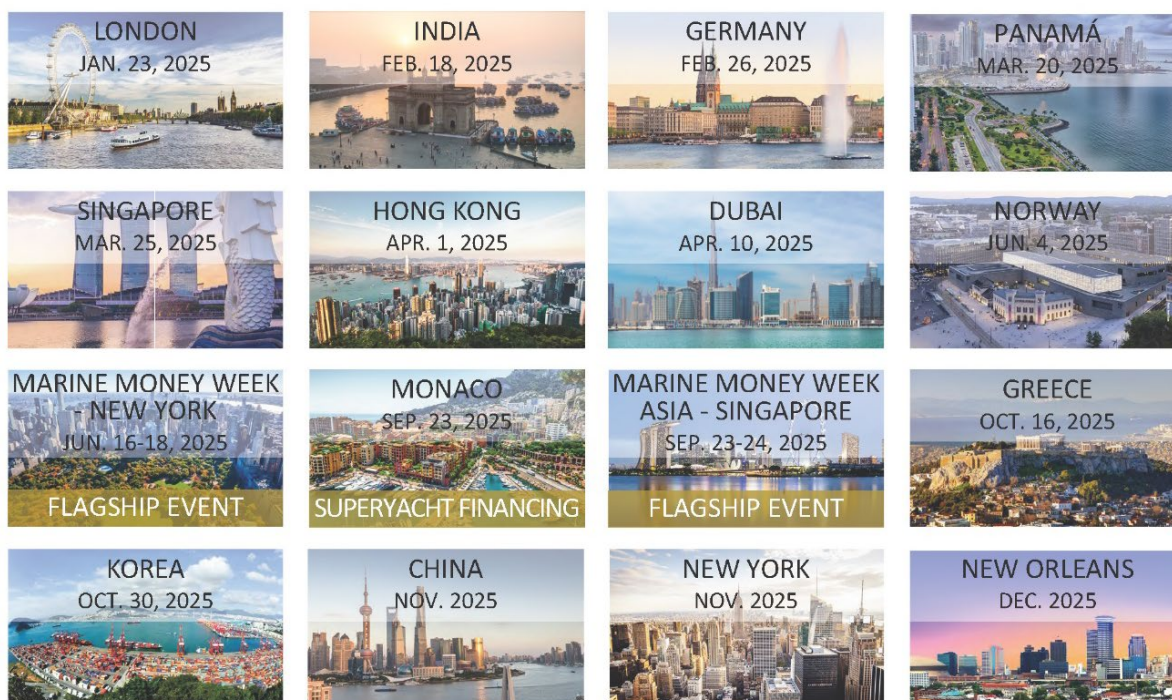 LONDON
JAN. 23, 2025
INDIA
FEB. 18, 2025
GERMANY
FEB. 26, 2025
PANAMÁ
MAR. 20, 2025
SINGAPORE
MAR. 25, 2025
HONG KONG
APR. 1, 2025
DUBAI
APR. 10, 2025
NORWAY
JUN. 4, 2025
MARINE MONEY WEEK
- NEW YORK
JUN. 16-18, 2025
FLAGSHIP EVENT
MONACO
SEP. 23, 2025
SUPERYACHT FINANCING
MARINE MONEY WEEK
ASIA - SINGAPORE
SEP. 23-24, 2025
FLAGSHIP EVENT
GREECE
OCT. 16, 2025
KOREA
OCT. 30, 2025
CHINA
NOV. 2025
NEW YORK
NOV. 2025
NEW ORLEANS
DEC. 2025